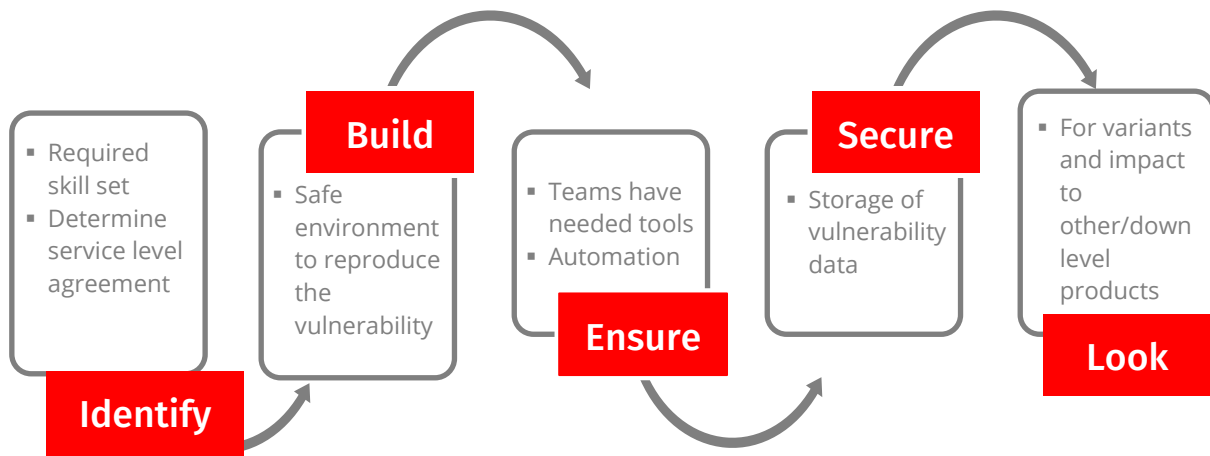 ▪ Required
skill set
▪ Determine
service level
agreement
Identify
Build
▪ Safe
environment
to reproduce
the
vulnerability
▪ Teams have
needed tools
▪ Automation
Ensure
Secure
▪ Storage of
vulnerability
data
▪ For variants
and impact
to
other/down
level
products
Look